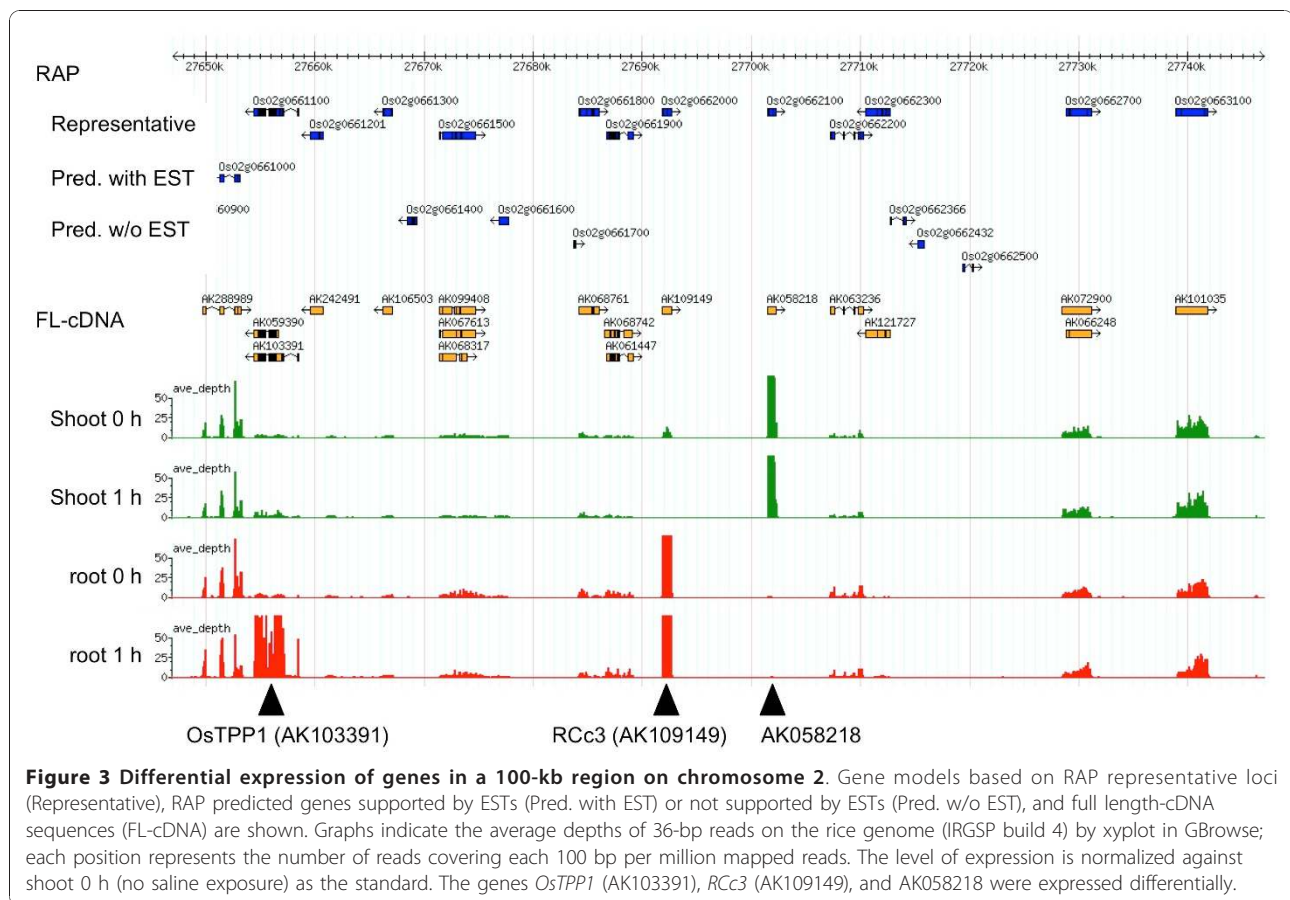 27650k 27660k 27670k 27680k 27690k 27700k 27710k 27720k 27730k 27740k
RAP
Os02g0661100 Os02g0661300 Os02g0661800 Os02g0662000 Os02g0662100 Os02g0662300 Os02g0662700 Os02g0663100
Representative
Os02g0661201 Os02g0661500 Os02g0661900 Os02g0662200
Os02g0661000
Pred. with EST
60900 Os02g0661400 Os02g0661600 Os02g0662366
Pred. w/o EST
Os02g0661700 Os02g0662432
Os02g0662500
AK288989 AK242491 AK106503 AK099408 AK068761 AK109149 AK058218 AK063236 AK072900 AK101035
FL-cDNA
AK059390 AK067613 AK068742 AK121727 AK066248
AK103391 AK068317 AK061447
ave_depth
50
Shoot 0 h
25
0
ave_depth
50
Shoot 1 h
25
0
ave_depth
50
root 0 h
25
0
ave_depth
50
root 1 h
25
0
OsTPP1 (AK103391) RCc3 (AK109149) AK058218
Figure 3 Differential expression of genes in a 100-kb region on chromosome 2. Gene models based on RAP representative loci
(Representative), RAP predicted genes supported by ESTs (Pred. with EST) or not supported by ESTs (Pred. w/o EST), and full length-cDNA
sequences (FL-cDNA) are shown. Graphs indicate the average depths of 36-bp reads on the rice genome (IRGSP build 4) by xyplot in GBrowse;
each position represents the number of reads covering each 100 bp per million mapped reads. The level of expression is normalized against
shoot 0 h (no saline exposure) as the standard. The genes OsTPP1 (AK103391), RCc3 (AK109149), and AK058218 were expressed differentially.